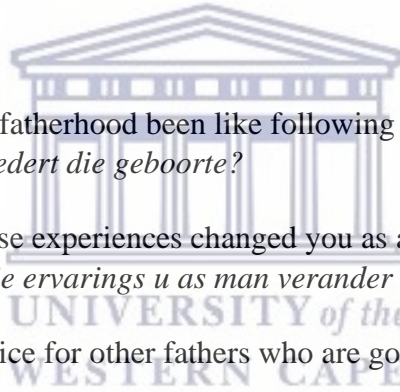 fatherhood been like following
edert die geboorte?
se experiences changed you as a
e ervarings u as man verander
UNIVERSITY of the
ice for other fathers who are go
WESTERN CAPE